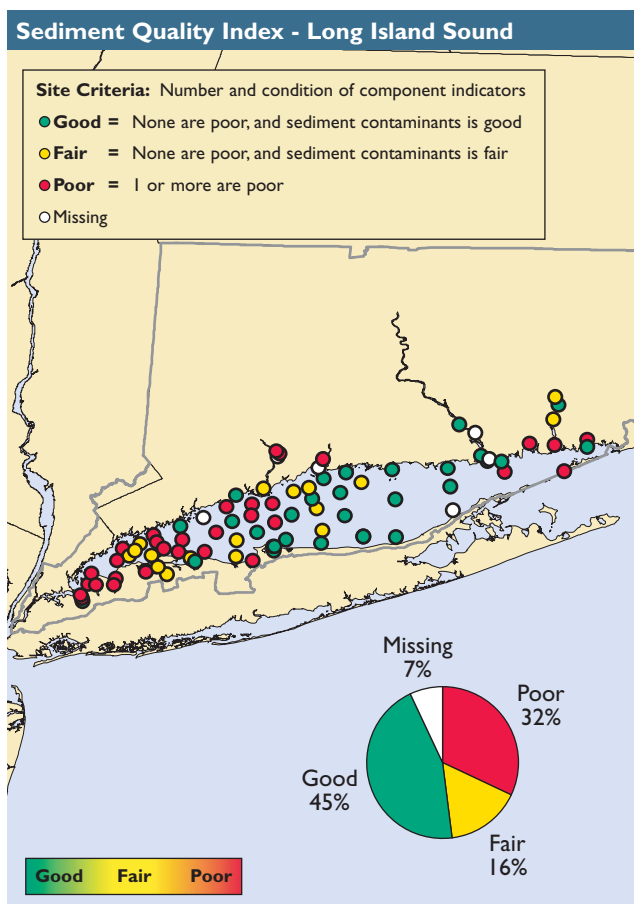 Sediment Quality Index - Long Island Sound
Site Criteria: Number and condition of component indicators
Good = None are poor, and sediment contaminants is good
Fair = None are poor, and sediment contaminants is fair
Poor = 1 or more are poor
Missing
Missing
7%
Poor
32%
Good
45%
Fair
16%
Good Fair Poor